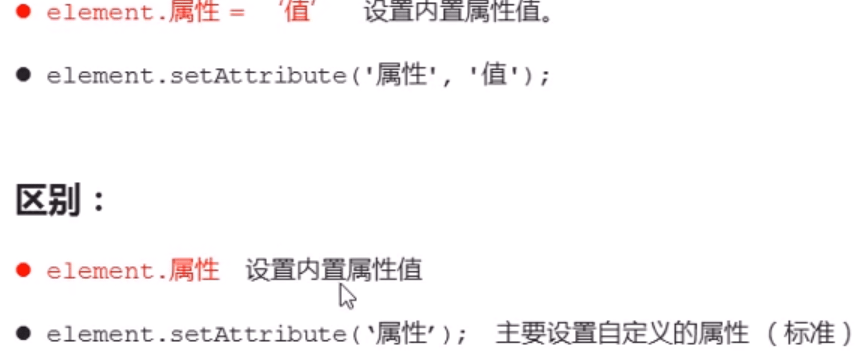 ● element.属性 = ‘值’ 设置内置属性值。
● element.setAttribute('属性', '值');
区别：
● element.属性 设置内置属性值
● element.setAttribute(‘属性’); 主要设置自定义的属性 (标准)